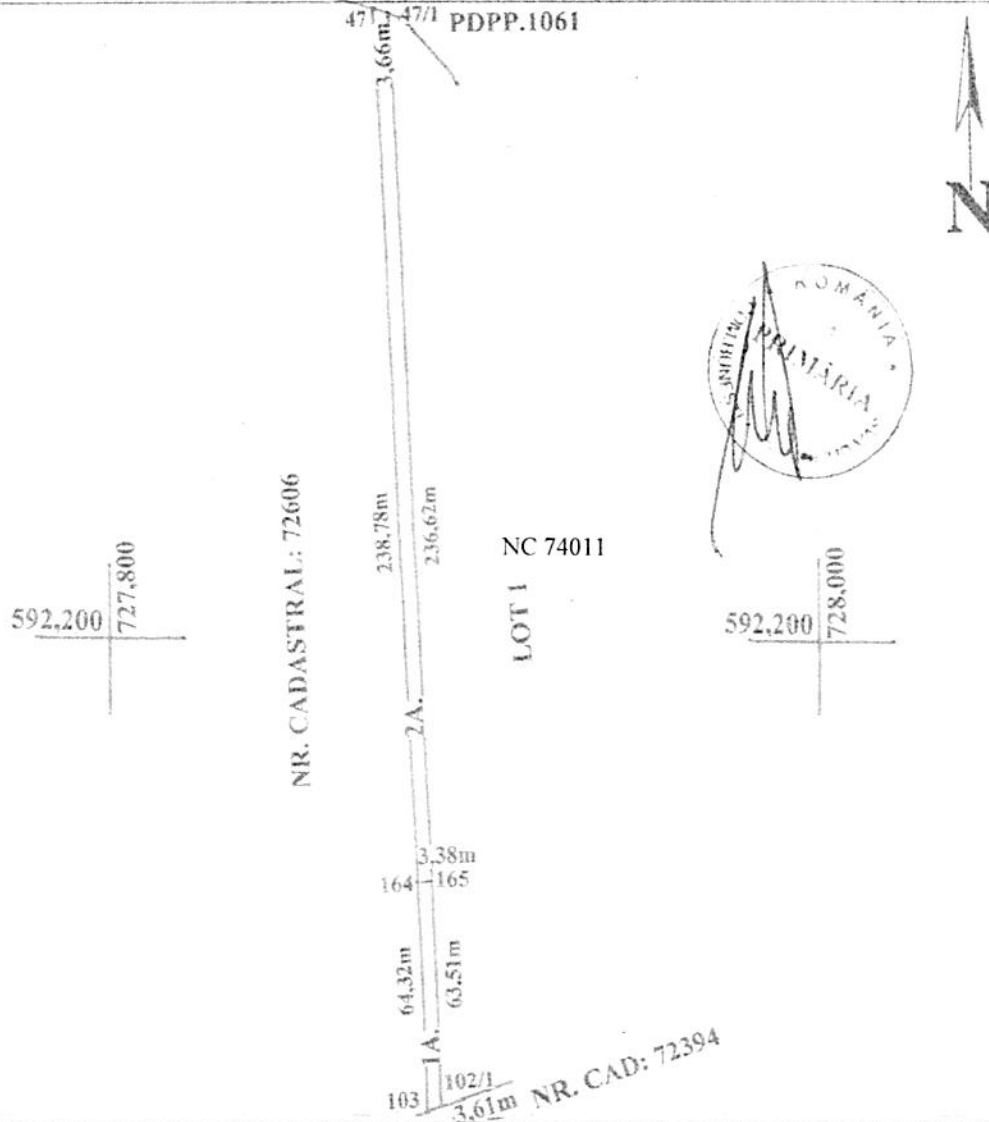 47 47/1 PDPP.1061
3,66m
N
ROMÂNIA
PRIMĂRIA
NR. CADASTRAL: 72606
238.78m
236.62m
NC 74011
LOT 1
592,200
727,800
592,200
728,000
2A.
3.38m
164 165
64.32m
63.51m
1A.
103 102/1
3,61m NR. CAD: 72394